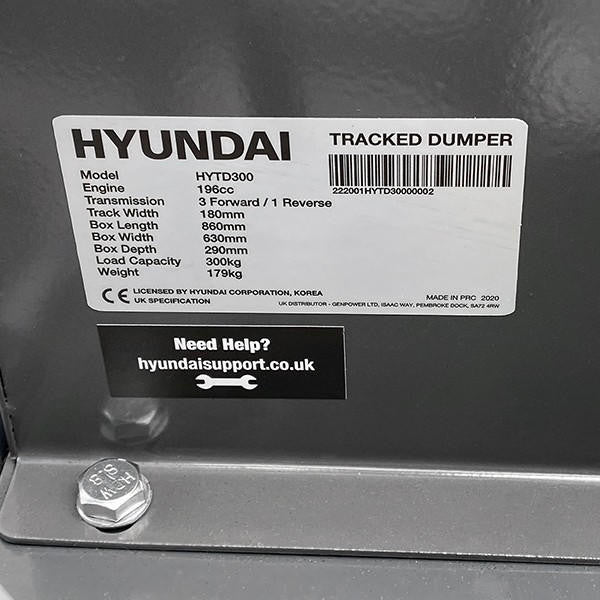 HYUNDAI
TRACKED DUMPER
222001HYTD30000002
Model HYTD300
Engine 196cc
Transmission 3 Forward / 1 Reverse
Track Width 180mm
Box Length 860mm
Box Width 630mm
Box Depth 290mm
Load Capacity 300kg
Weight 179kg
CE LICENSED BY HYUNDAI CORPORATION, KOREA
UK SPECIFICATION
MADE IN PRC 2020
UK DISTRIBUTOR - GENPOWER LTD, ISAAC WAY, PEMBROKE DOCK, SA72 4RW
Need Help?
hyundaisupport.co.uk
8.8